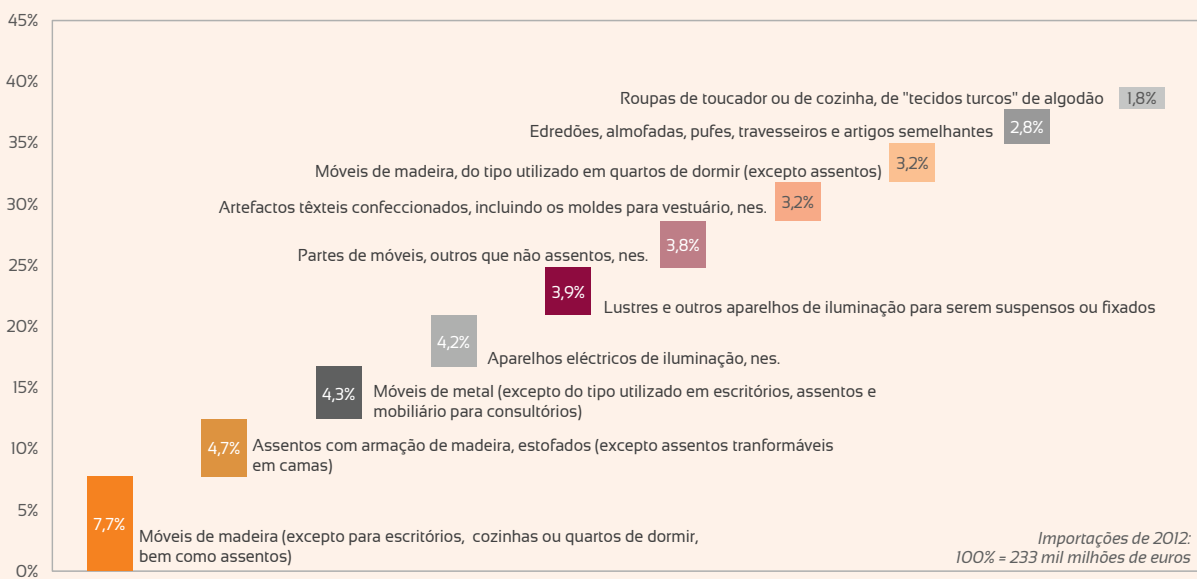 45%
40%
35%
30%
25%
20%
15%
10%
5%
0%
Roupas de toucador ou de cozinha, de "tecidos turcos" de algodão
1,8%
Edredões, almofadas, pufes, travesseiros e artigos semelhantes
2,8%
Móveis de madeira, do tipo utilizado em quartos de dormir (excepto assentos)
3,2%
Artefactos têxteis confeccionados, incluindo os moldes para vestuário, nes.
3,2%
Partes de móveis, outros que não assentos, nes.
3,8%
3,9%
Lustres e outros aparelhos de iluminação para serem suspensos ou fixados
4,2%
Aparelhos eléctricos de iluminação, nes.
4,3%
Móveis de metal (excepto do tipo utilizado em escritórios, assentos e
mobiliário para consultórios)
4,7%
Assentos com armação de madeira, estofados (excepto assentos tranformáveis
em camas)
7,7%
Móveis de madeira (excepto para escritórios, cozinhas ou quartos de dormir,
bem como assentos)
Importações de 2012:
100% = 233 mil milhões de euros